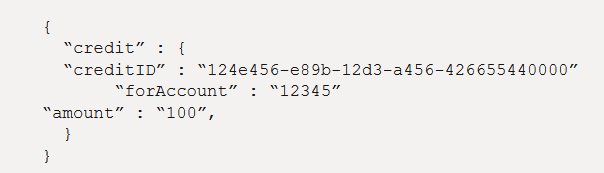 {
“credit” : {
“creditID” : “124e456-e89b-12d3-a456-426655440000”
“forAccount” : “12345”
“amount” : “100”,
}
}